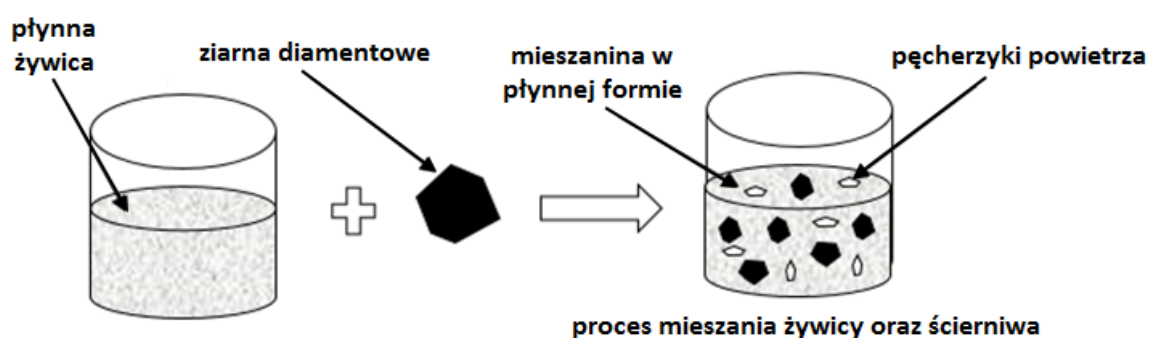 płynna
żywica
ziarna diamentowe
mieszanina w
płynnej formie
pęcherzyki powietrza
proces mieszania żywicy oraz ścierniwa